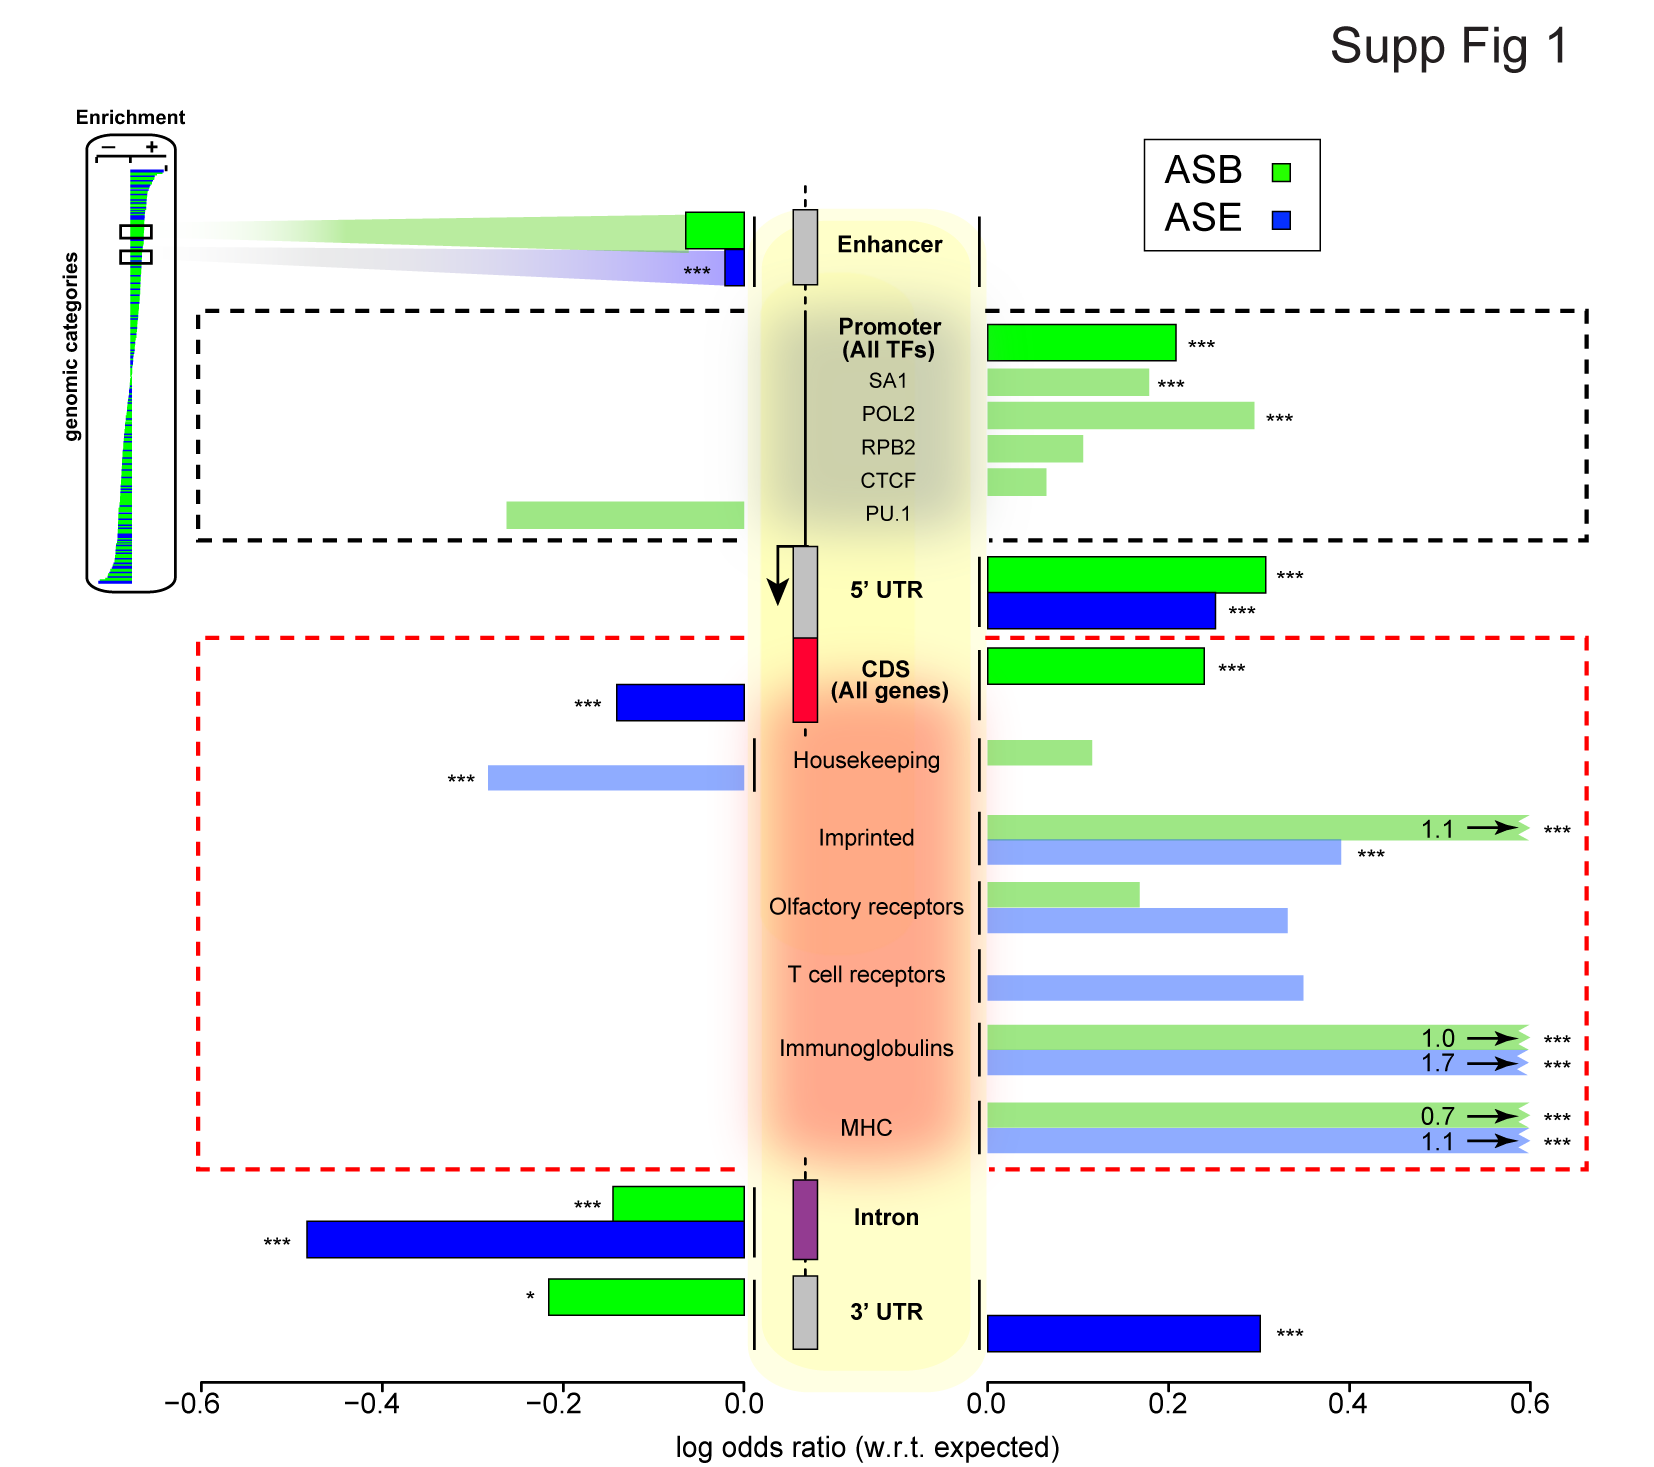 Supp Fig 1
Enrichment
− +
genomic categories
ASB
ASE
Enhancer
***
Promoter
(All TFs)
***
SA1
***
POL2
***
RPB2
CTCF
PU.1
5’ UTR
***
***
CDS
(All genes)
***
***
Housekeeping
***
Imprinted
1.1
***
***
Olfactory receptors
T cell receptors
Immunoglobulins
1.0
***
1.7
***
MHC
0.7
***
1.1
***
Intron
***
***
3’ UTR
*
***
−0.6 −0.4 −0.2 0.0 0.0 0.2 0.4 0.6
log odds ratio (w.r.t. expected)